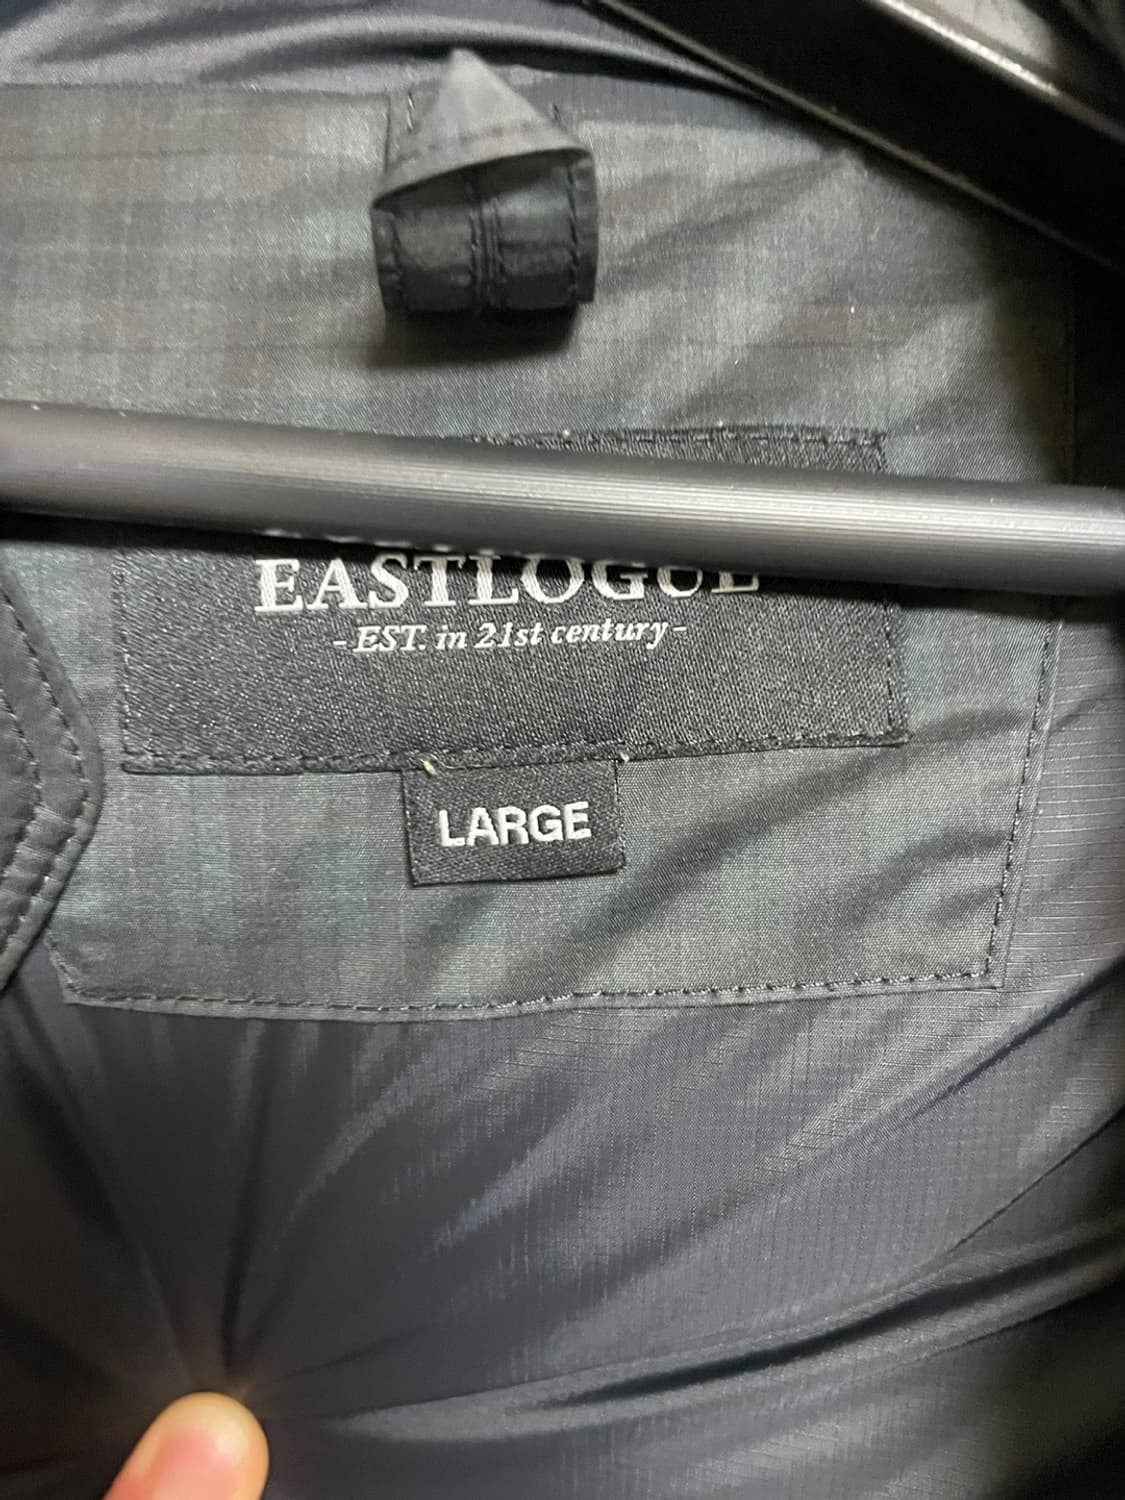 EASTLOGUE
-EST. in 21st century-
LARGE